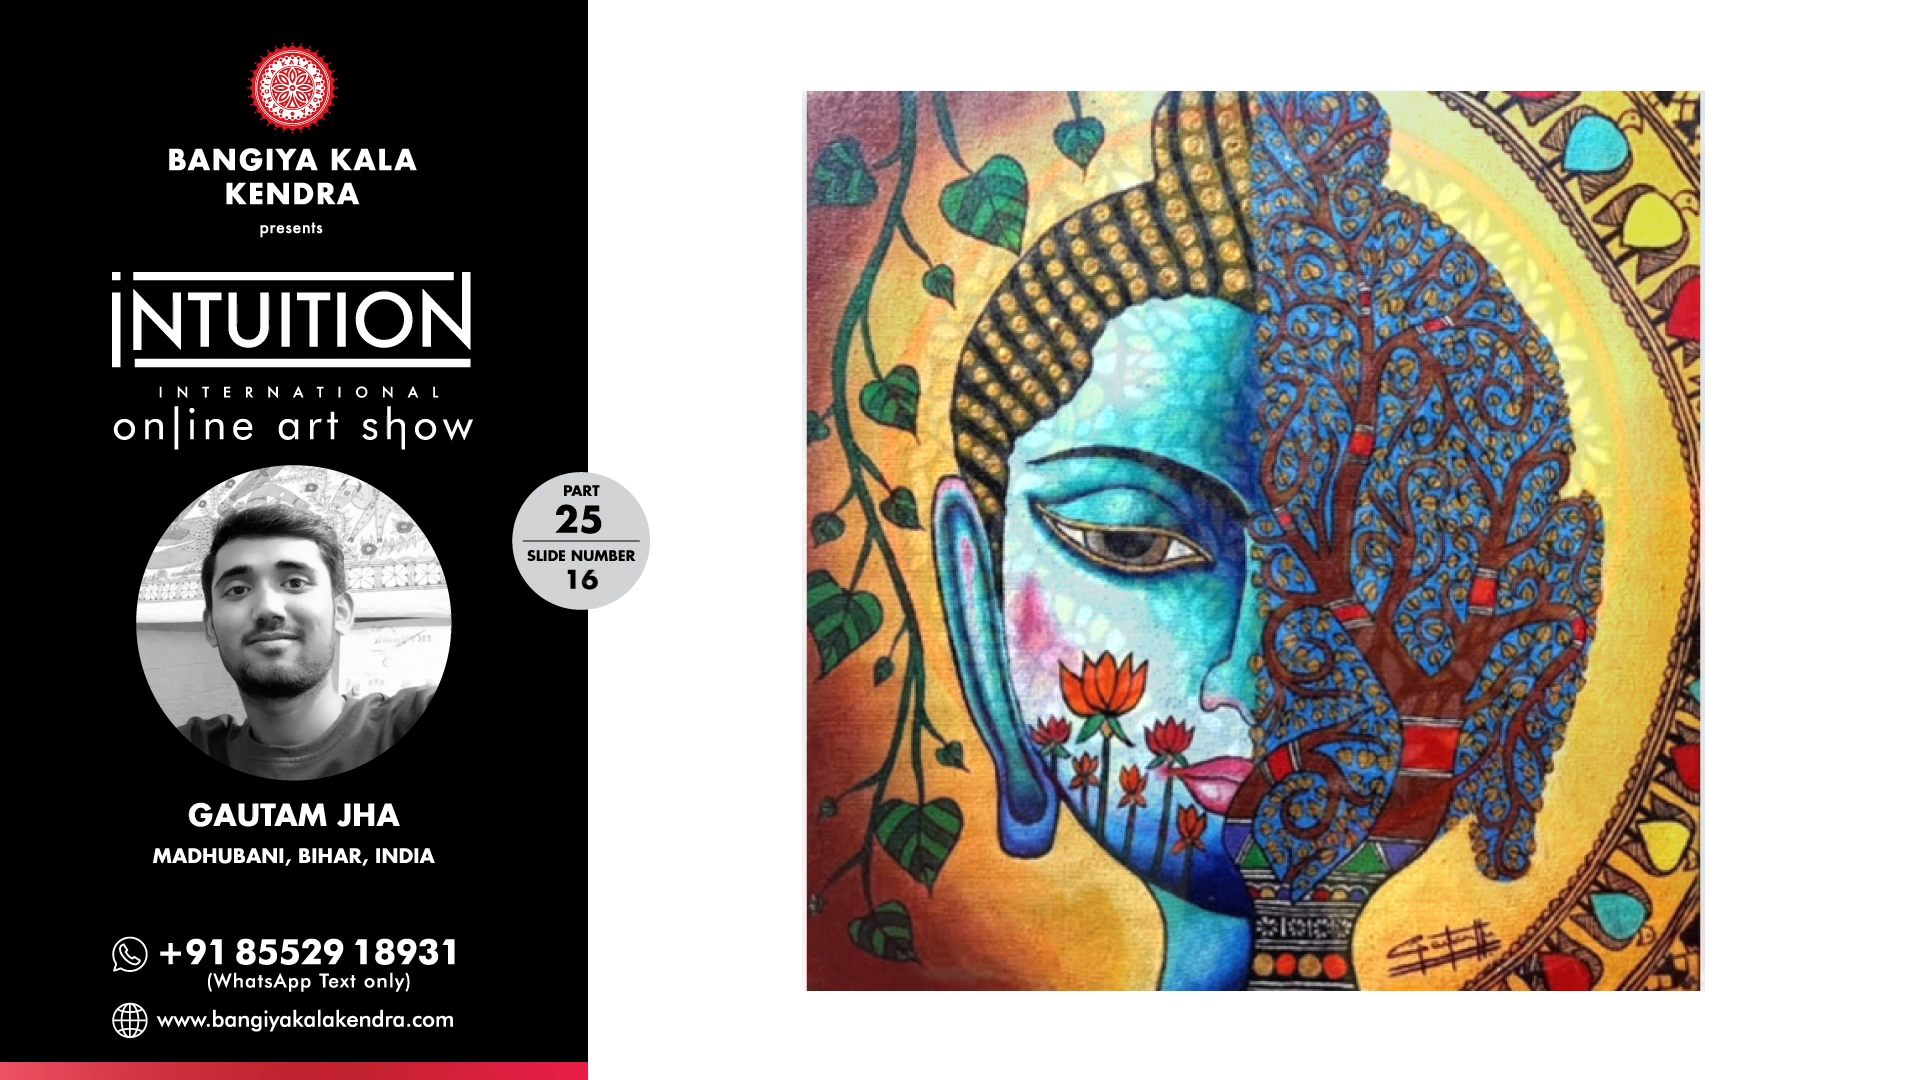 BANGIYA KALA
KENDRA
presents
iNTUITION
INTERNATIONAL
online art show
PART
25
SLIDE NUMBER
16
GAUTAM JHA
MADHUBANI, BIHAR, INDIA
+91 85529 18931
(WhatsApp Text only)
www.bangiyakalakendra.com